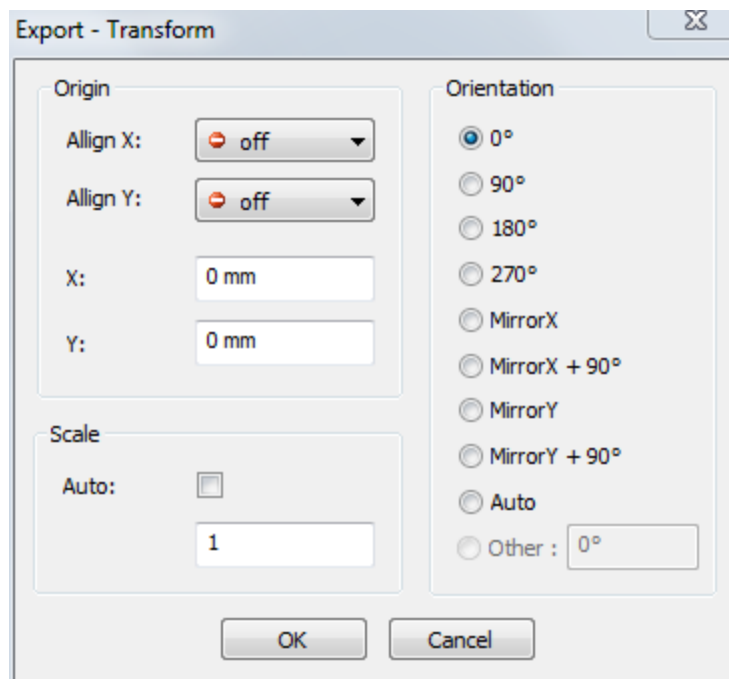 Export - Transform
Origin
Allign X:
off
Allign Y:
off
X:
0 mm
Y:
0 mm
Scale
Auto:
1
Orientation
0°
90°
180°
270°
MirrorX
MirrorX + 90°
MirrorY
MirrorY + 90°
Auto
Other :
0°
OK
Cancel